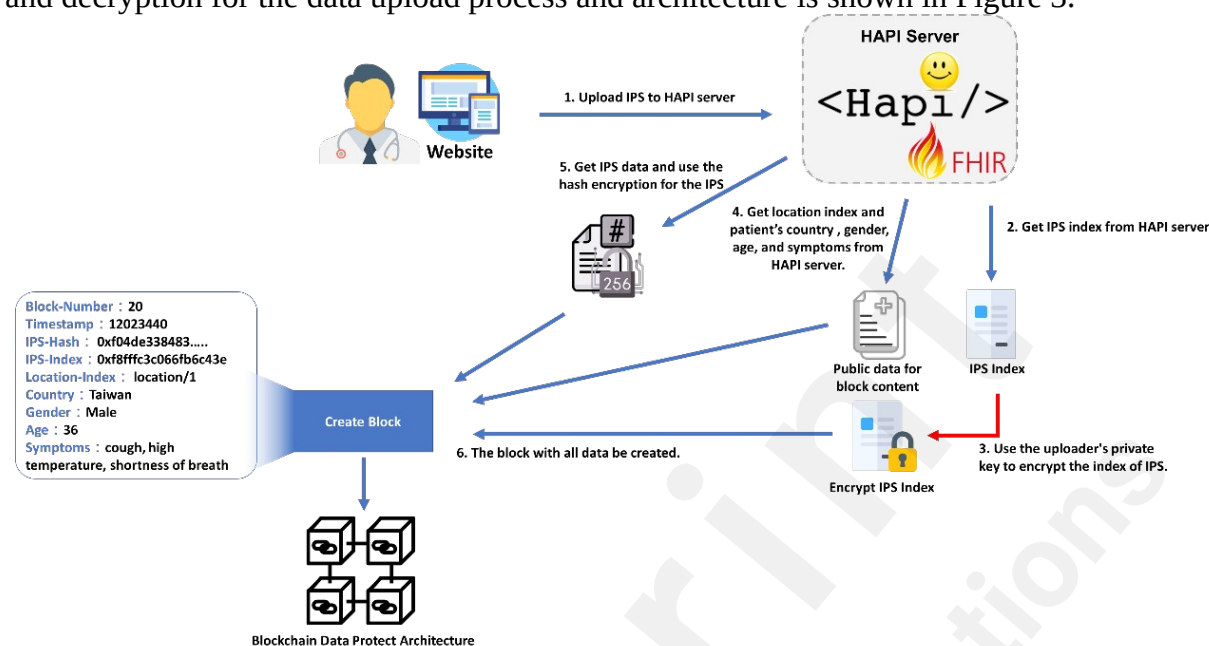 and decryption for the data upload process and architecture is shown in Figure 3.
HAPI Server
<Hapi/>
FHIR
1. Upload IPS to HAPI server
Website
5. Get IPS data and use the
hash encryption for the IPS
4. Get location index and
patient's country , gender,
age, and symptoms from
HAPI server.
2. Get IPS index from HAPI server
#
256
Block-Number：20
Timestamp：12023440
IPS-Hash：0xf04de338483.....
IPS-Index：0xf8fffc3c066fb6c43e
Location-Index： location/1
Country：Taiwan
Gender：Male
Age：36
Symptoms：cough, high
temperature, shortness of breath
Public data for
block content
IPS Index
Create Block
3. Use the uploader's private
key to encrypt the index of IPS.
6. The block with all data be created.
Encrypt IPS Index
Blockchain Data Protect Architecture